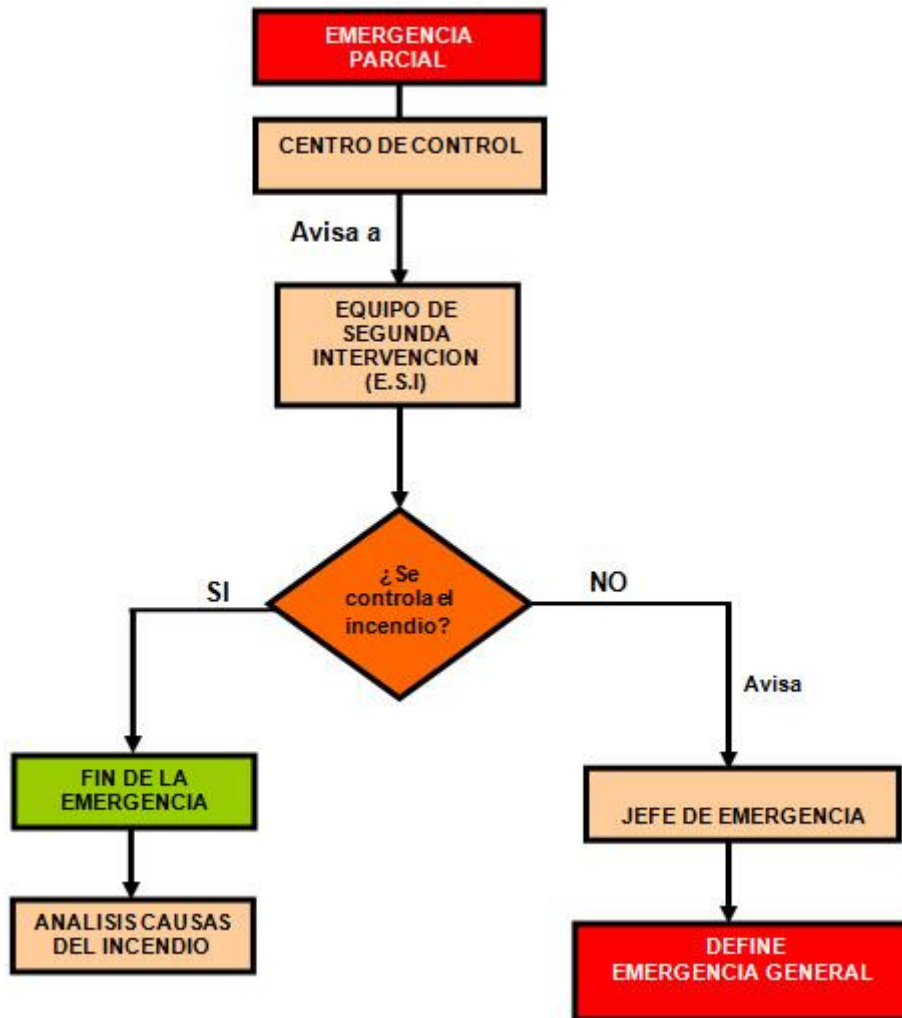 EMERGENCIA
PARCIAL
CENTRO DE CONTROL
Avisa a
EQUIPO DE
SEGUNDA
INTERVENCION
(E.S.I)
¿Se
controla el
incendio?
SI
NO
Avisa
FIN DE LA
EMERGENCIA
JEFE DE EMERGENCIA
ANALISIS CAUSAS
DEL INCENDIO
DEFINE
EMERGENCIA GENERAL